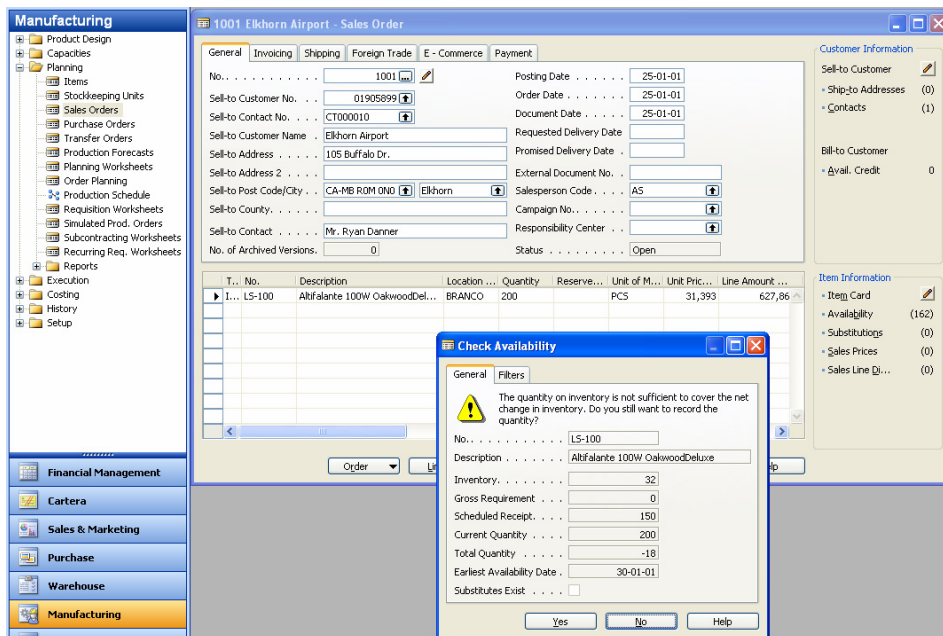 Manufacturing
Product Design
Capacities
Planning
Items
Stockkeeping Units
Sales Orders
Purchase Orders
Transfer Orders
Production Forecasts
Planning Worksheets
Order Planning
Production Schedule
Requisition Worksheets
Simulated Prod. Orders
Subcontracting Worksheets
Recurring Req. Worksheets
Reports
Execution
Costing
History
Setup
Financial Management
Cartera
Sales & Marketing
Purchase
Warehouse
Manufacturing
1001 Elkhorn Airport - Sales Order
General Invoicing Shipping Foreign Trade E - Commerce Payment
No. . . . . . . . . . . . 1001
Sell-to Customer No. . . . 01905899
Sell-to Contact No. . . . . CT000010
Sell-to Customer Name . Elkhorn Airport
Sell-to Address . . . . . 105 Buffalo Dr.
Sell-to Address 2 . . . .
Sell-to Post Code/City . . CA-MB R0M 0N0 Elkhorn
Sell-to County. . . . . .
Sell-to Contact . . . . . Mr. Ryan Danner
No. of Archived Versions. 0
Posting Date . . . . . . 25-01-01
Order Date . . . . . . . 25-01-01
Document Date . . . . . 25-01-01
Requested Delivery Date
Promised Delivery Date .
External Document No. .
Salesperson Code . . . . AS
Campaign No. . . . . . .
Responsibility Center . .
Status . . . . . . . . . Open
Customer Information
Sell-to Customer
Ship-to Addresses (0)
Contacts (1)
Bill-to Customer
Avail. Credit 0
T... No. Description Location ... Quantity Reserve... Unit of M... Unit Pric... Line Amount ...
I... LS-100 Altifalante 100W OakwoodDel... BRANCO 200 PCS 31,393 627,86
Item Information
Item Card
Availability (162)
Substitutions (0)
Sales Prices (0)
Sales Line Di... (0)
Order
Check Availability
General Filters
The quantity on inventory is not sufficient to cover the net
change in inventory. Do you still want to record the
quantity?
No. . . . . . . . . . . . LS-100
Description . . . . . . . Altifalante 100W OakwoodDeluxe
Inventory. . . . . . . . 32
Gross Requirement . . . 0
Scheduled Receipt. . . . 150
Current Quantity . . . . 200
Total Quantity . . . . . -18
Earliest Availability Date . 30-01-01
Substitutes Exist . . . .
Yes No Help